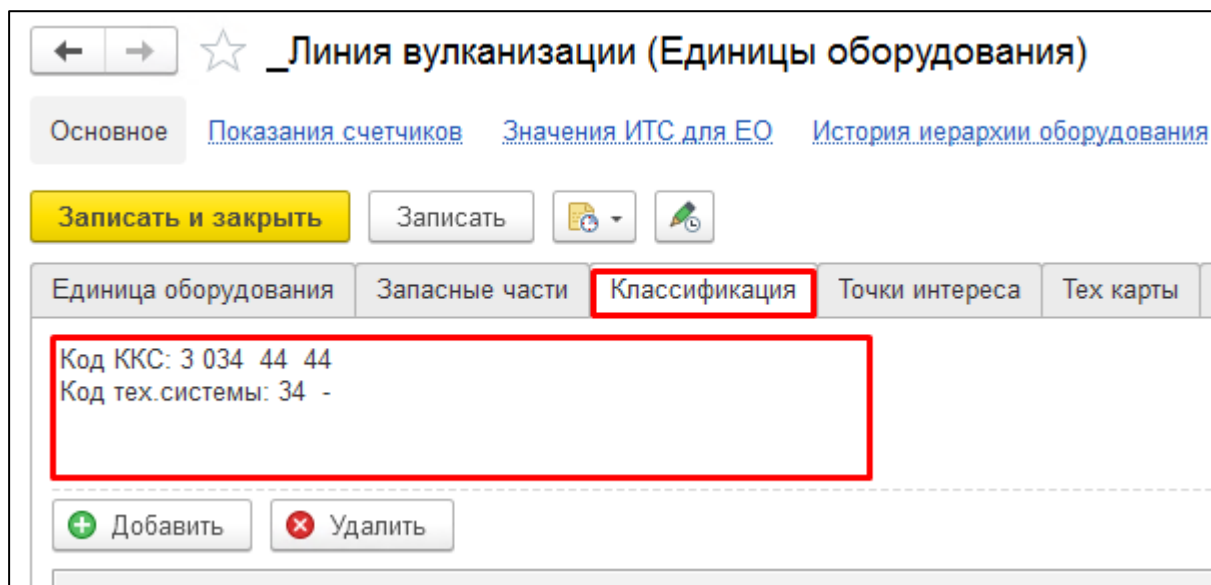 _Линия вулканизации (Единицы оборудования)
Основное Показания счетчиков Значения ИТС для ЕО История иерархии оборудования
Записать и закрыть Записать
Единица оборудования Запасные части Классификация Точки интереса Тех карты
Код ККС: 3 034 44 44
Код тех.системы: 34 -
Добавить Удалить